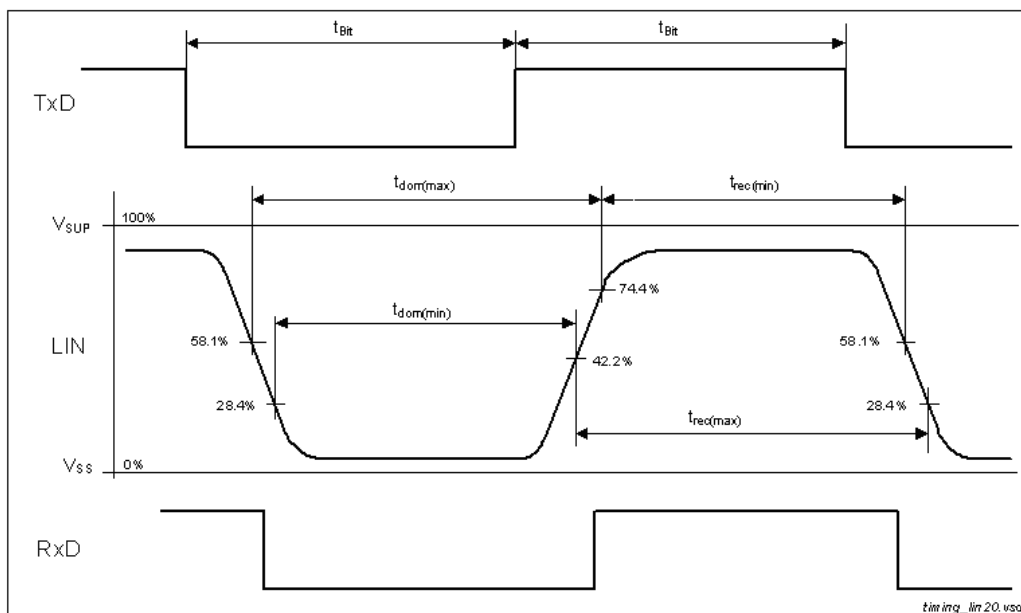 tBit
tBit
TxD
tdom(max)
trec(min)
VSUP
100%
74.4%
tdom(min)
58.1%
LIN
58.1%
42.2%
28.4%
28.4%
trec(max)
VSS
0%
RxD
timing_lin20.vsd